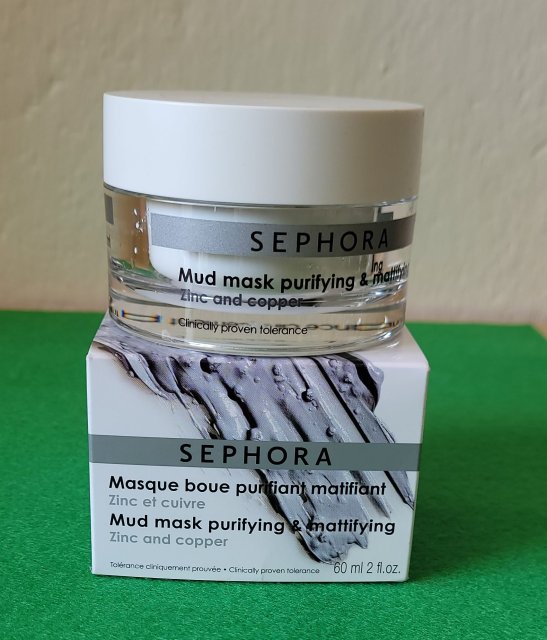 SEPHORA
Mud mask purifying & mattifying
Zinc and copper
Clinically proven tolerance
SEPHORA
Masque boue purifiant matifiant
Zinc et cuivre
Mud mask purifying & mattifying
Zinc and copper
Tolérance cliniquement prouvée • Clinically proven tolerance 60 ml 2 fl.oz.